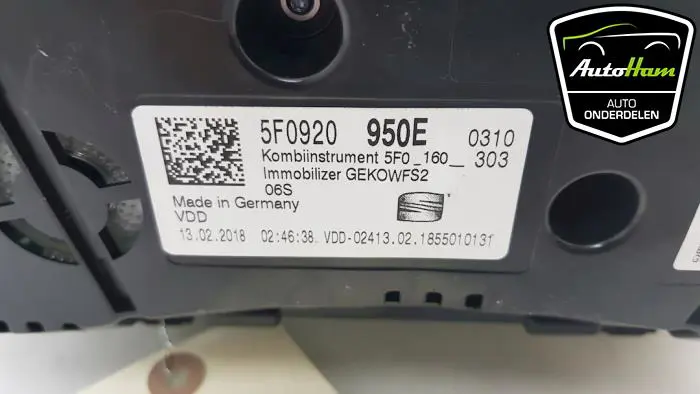 AutoHam
AUTO
ONDERDELEN
5F0920 950E 0310
Kombiinstrument 5F0_160__ 303
Immobilizer GEKOWFS2
06S
Made in Germany
VDD
13.02.2018 02:46:38 VDD-02413.02.1855010131